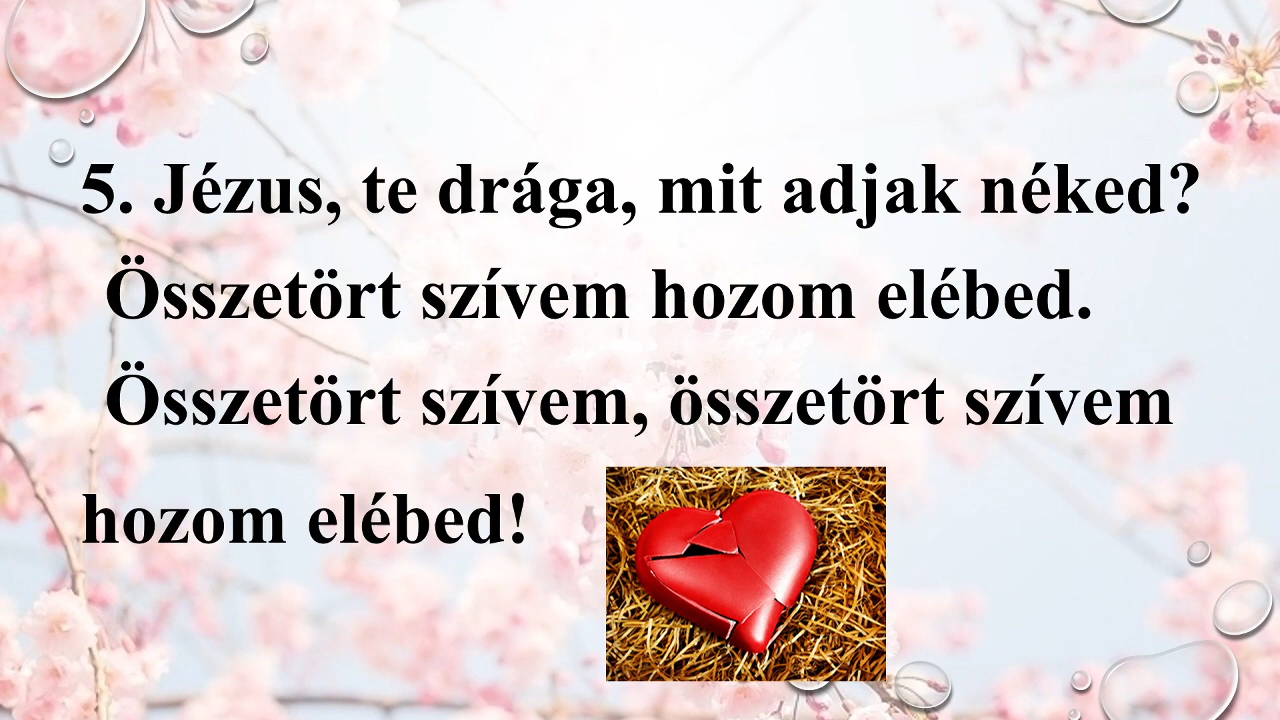 5. Jézus, te drága, mit adjak néked?
Összetört szívem hozom elébed.
Összetört szívem, összetört szívem
hozom elébed!